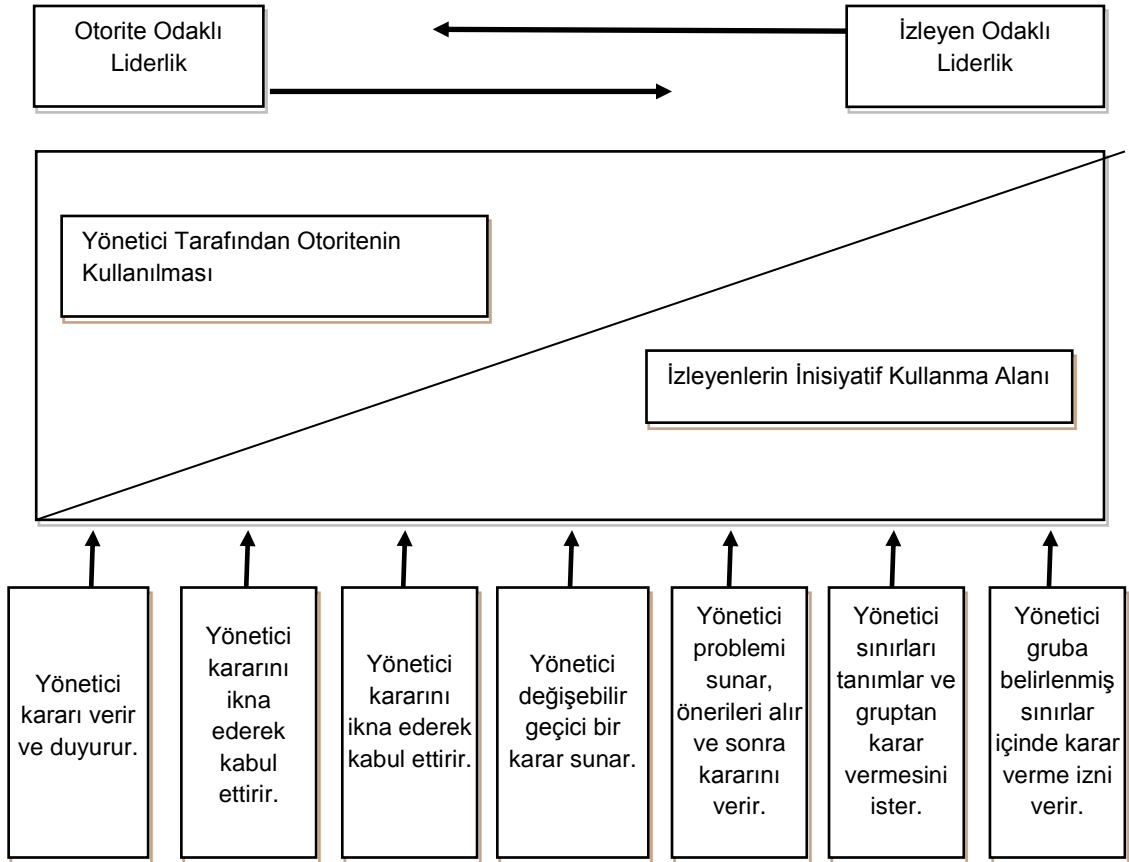 Otorite Odaklı
Liderlik
İzleyen Odaklı
Liderlik
Yönetici Tarafından Otoritenin
Kullanılması
İzleyenlerin İnisiyatif Kullanma Alanı
Yönetici
kararı verir
ve duyurur.
Yönetici
kararını
ikna
ederek
kabul
ettirir.
Yönetici
kararını
ikna ederek
kabul ettirir.
Yönetici
değişebilir
geçici bir
karar sunar.
Yönetici
problemi
sunar,
önerileri alır
ve sonra
kararını
verir.
Yönetici
sınırları
tanımlar ve
gruptan
karar
vermesini
ister.
Yönetici
gruba
belirlenmiş
sınırlar
içinde karar
verme izni
verir.